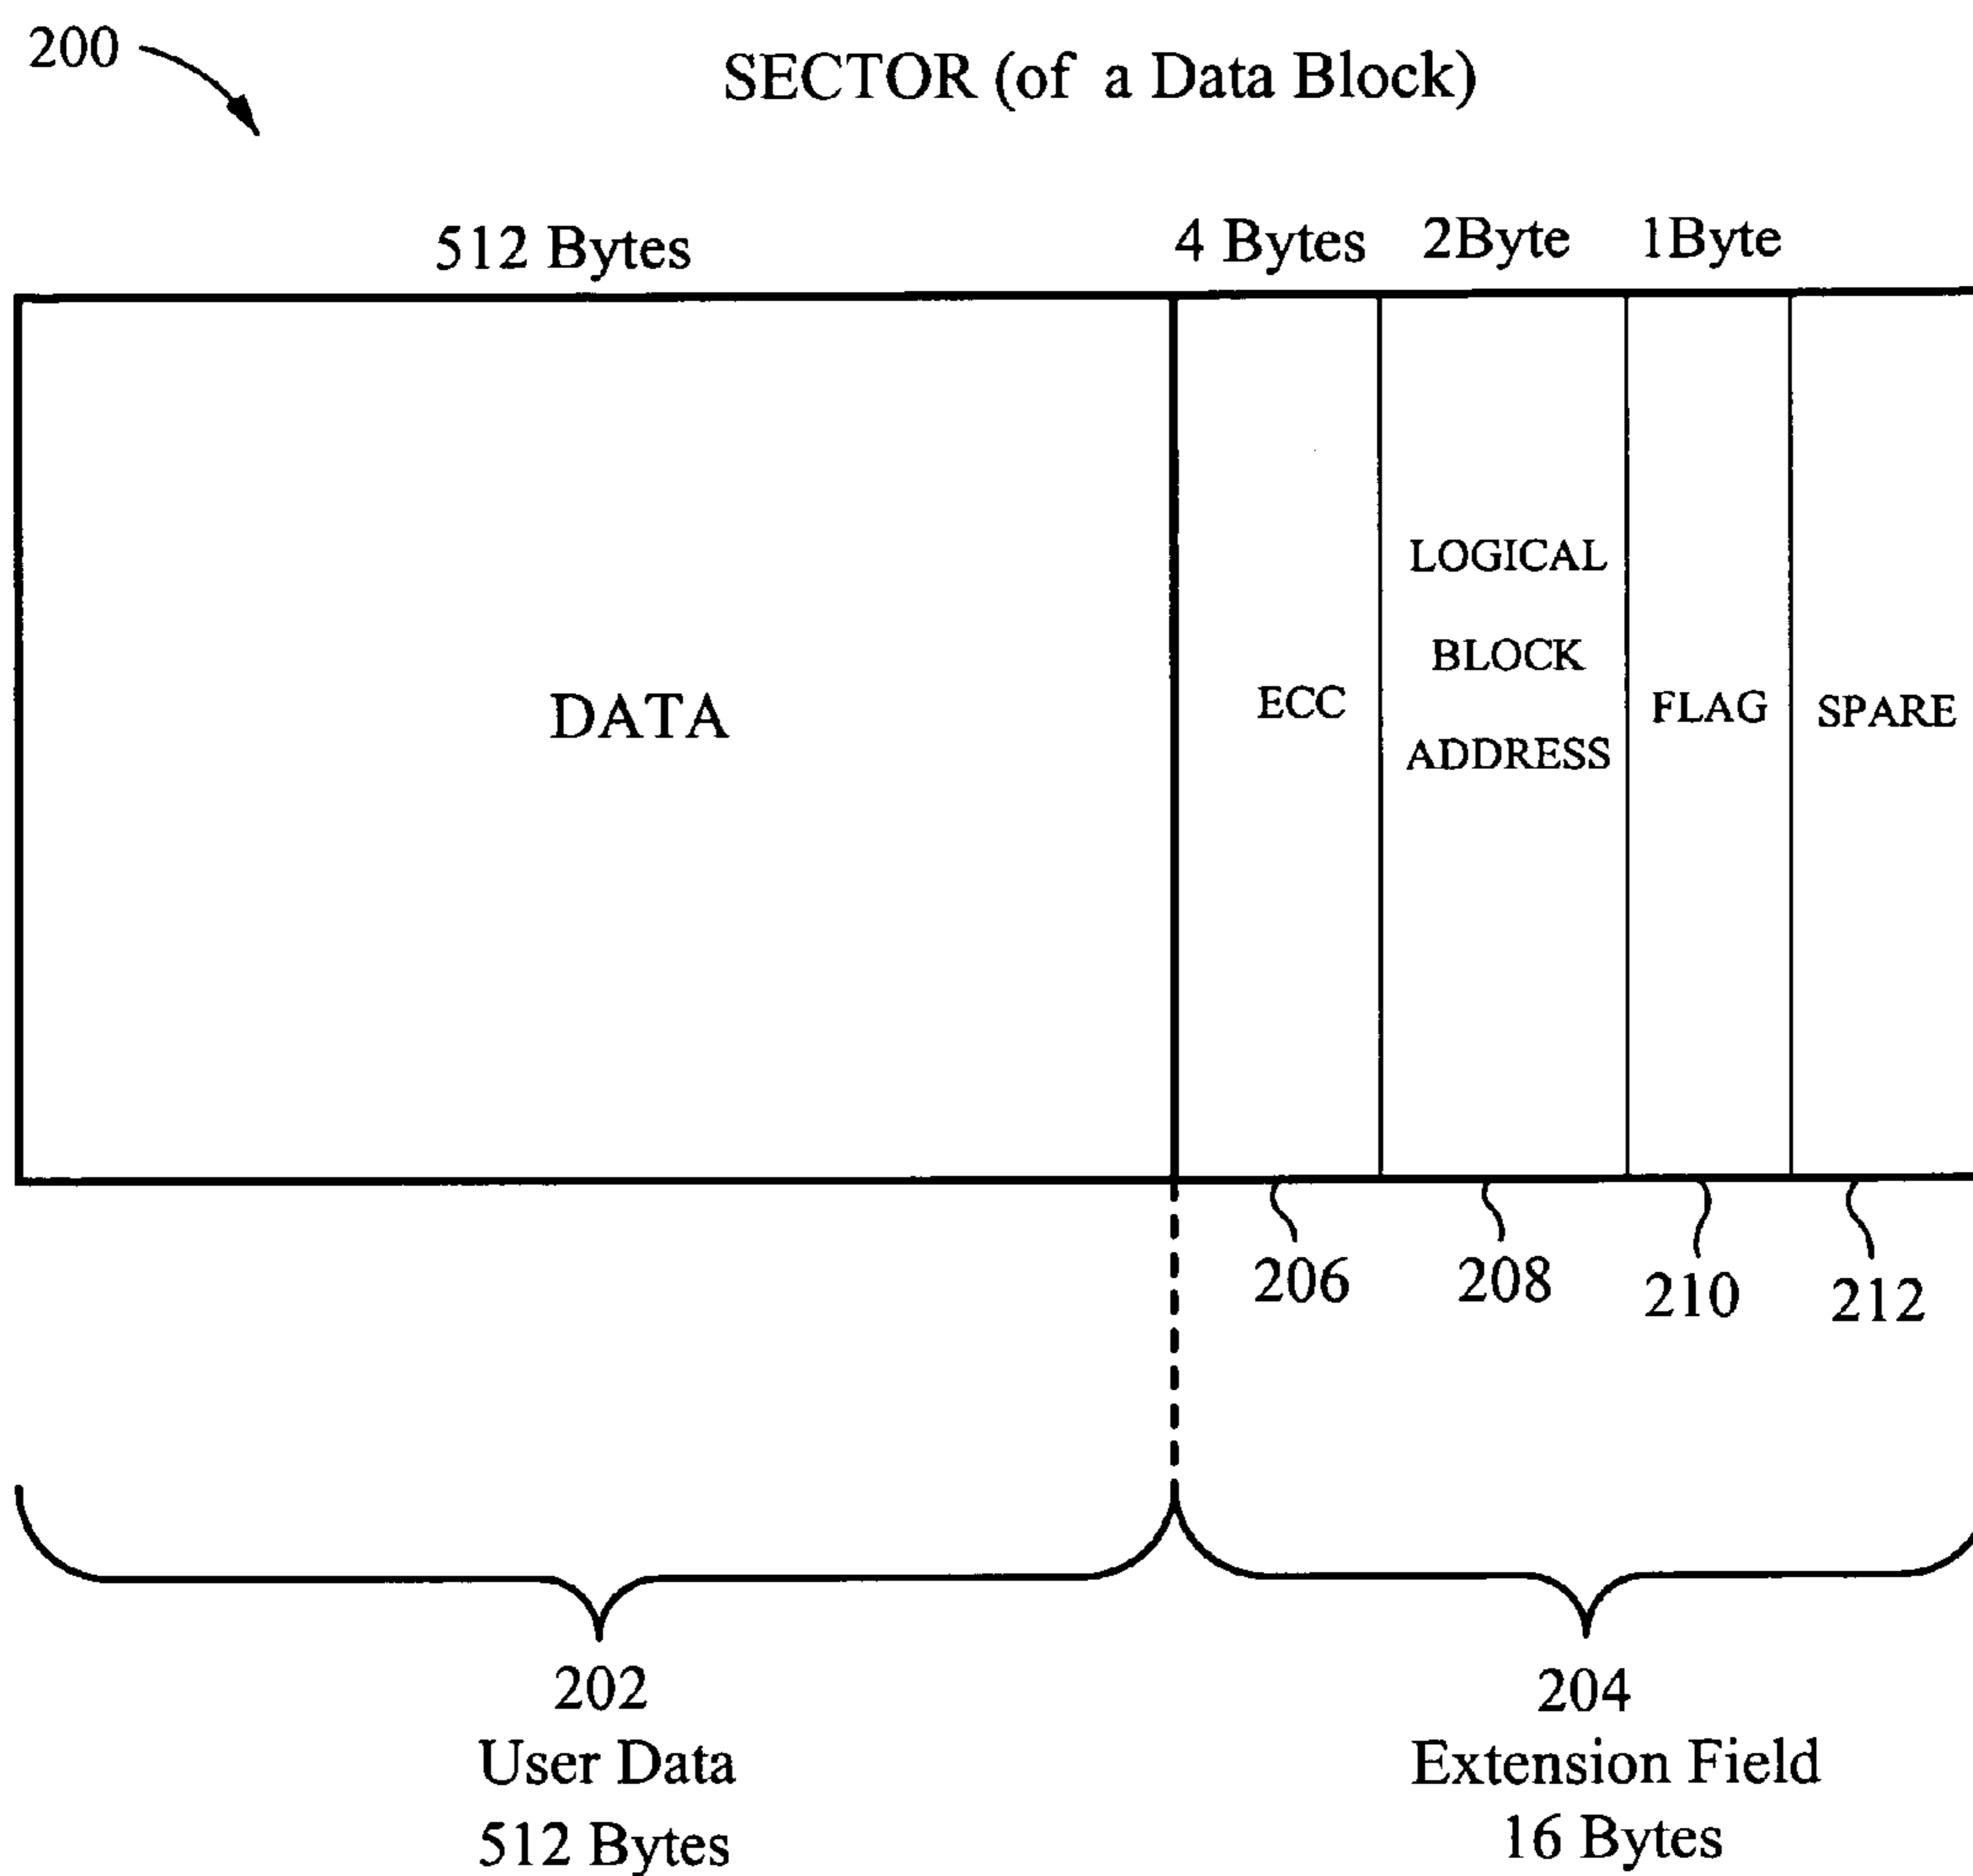 200
SECTOR (of a Data Block)
512 Bytes
4 Bytes
2Byte
1Byte
DATA
ECC
LOGICAL
BLOCK
ADDRESS
FLAG
SPARE
206
208
210
212
202
User Data
512 Bytes
204
Extension Field
16 Bytes